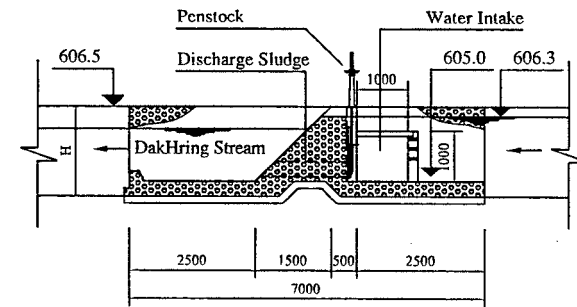 Penstock
Water Intake
606.5
Discharge Sludge
1000
605.0
606.3
H
DakHring Stream
1000
2500
1500
500
2500
7000